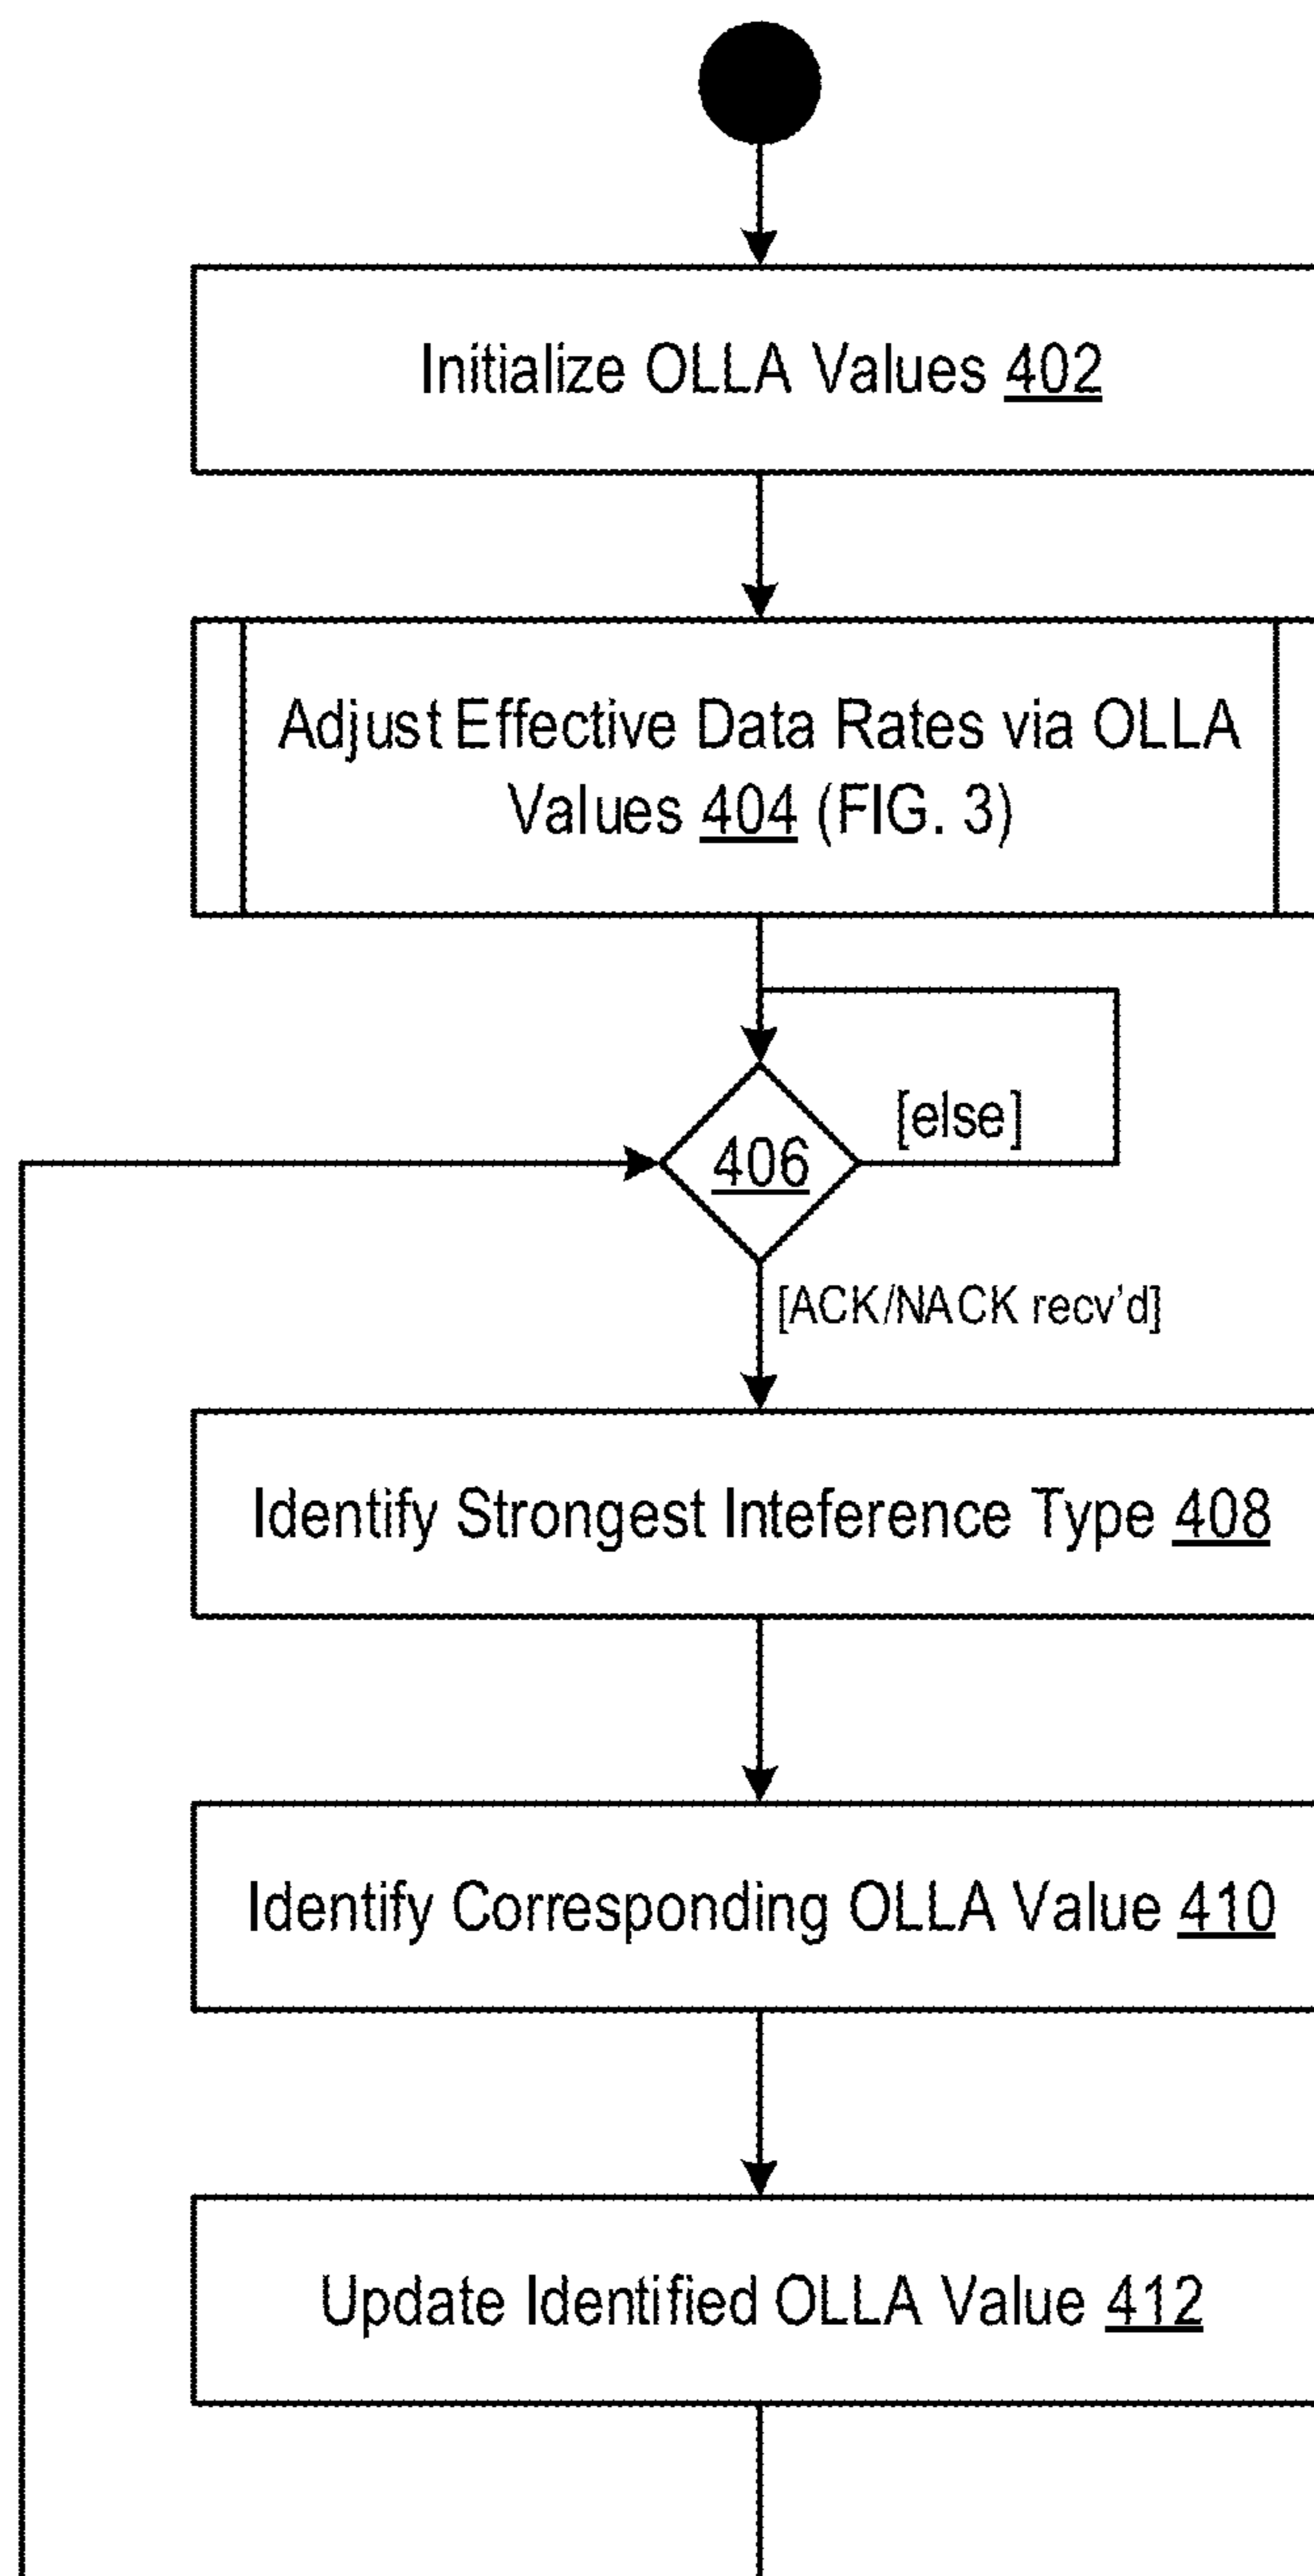 Initialize OLLA Values 402
Adjust Effective Data Rates via OLLA
Values 404 (FIG. 3)
[else]
406
[ACK/NACK recv'd]
Identify Strongest Inteference Type 408
Identify Corresponding OLLA Value 410
Update Identified OLLA Value 412